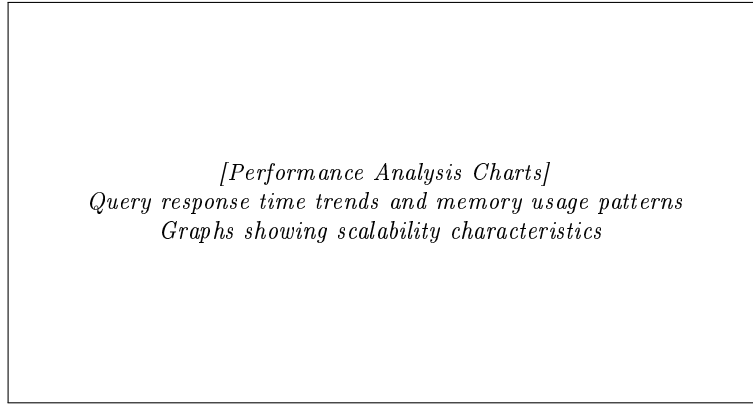 [Performance Analysis Charts]
Query response time trends and memory usage patterns
Graphs showing scalability characteristics